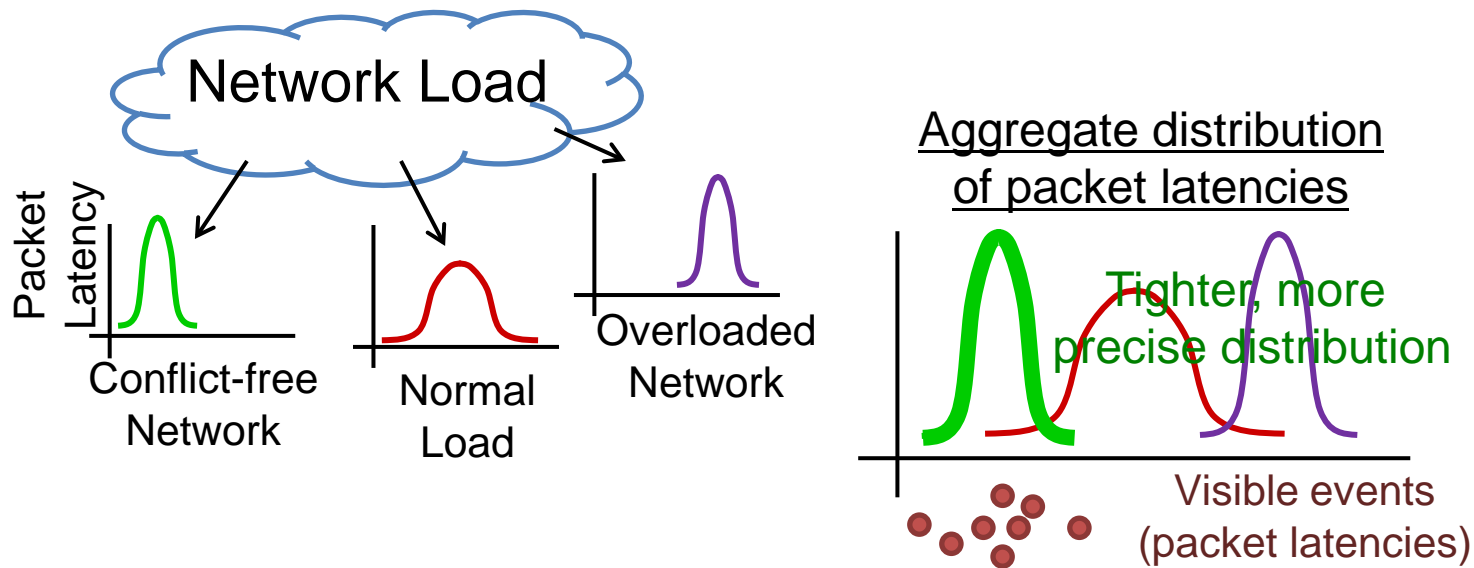 Network Load
Packet
Latency
Conflict-free
Network
Normal
Load
Overloaded
Network
Aggregate distribution
of packet latencies
Tighter, more
precise distribution
Visible events
(packet latencies)